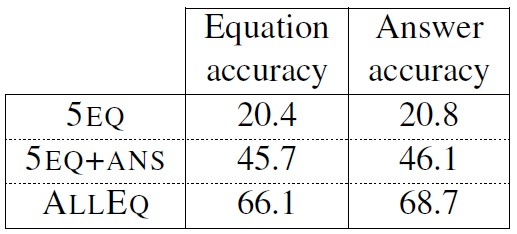 Equation Answer
accuracy accuracy
5EQ 20.4 20.8
5EQ+ANS 45.7 46.1
ALLEQ 66.1 68.7